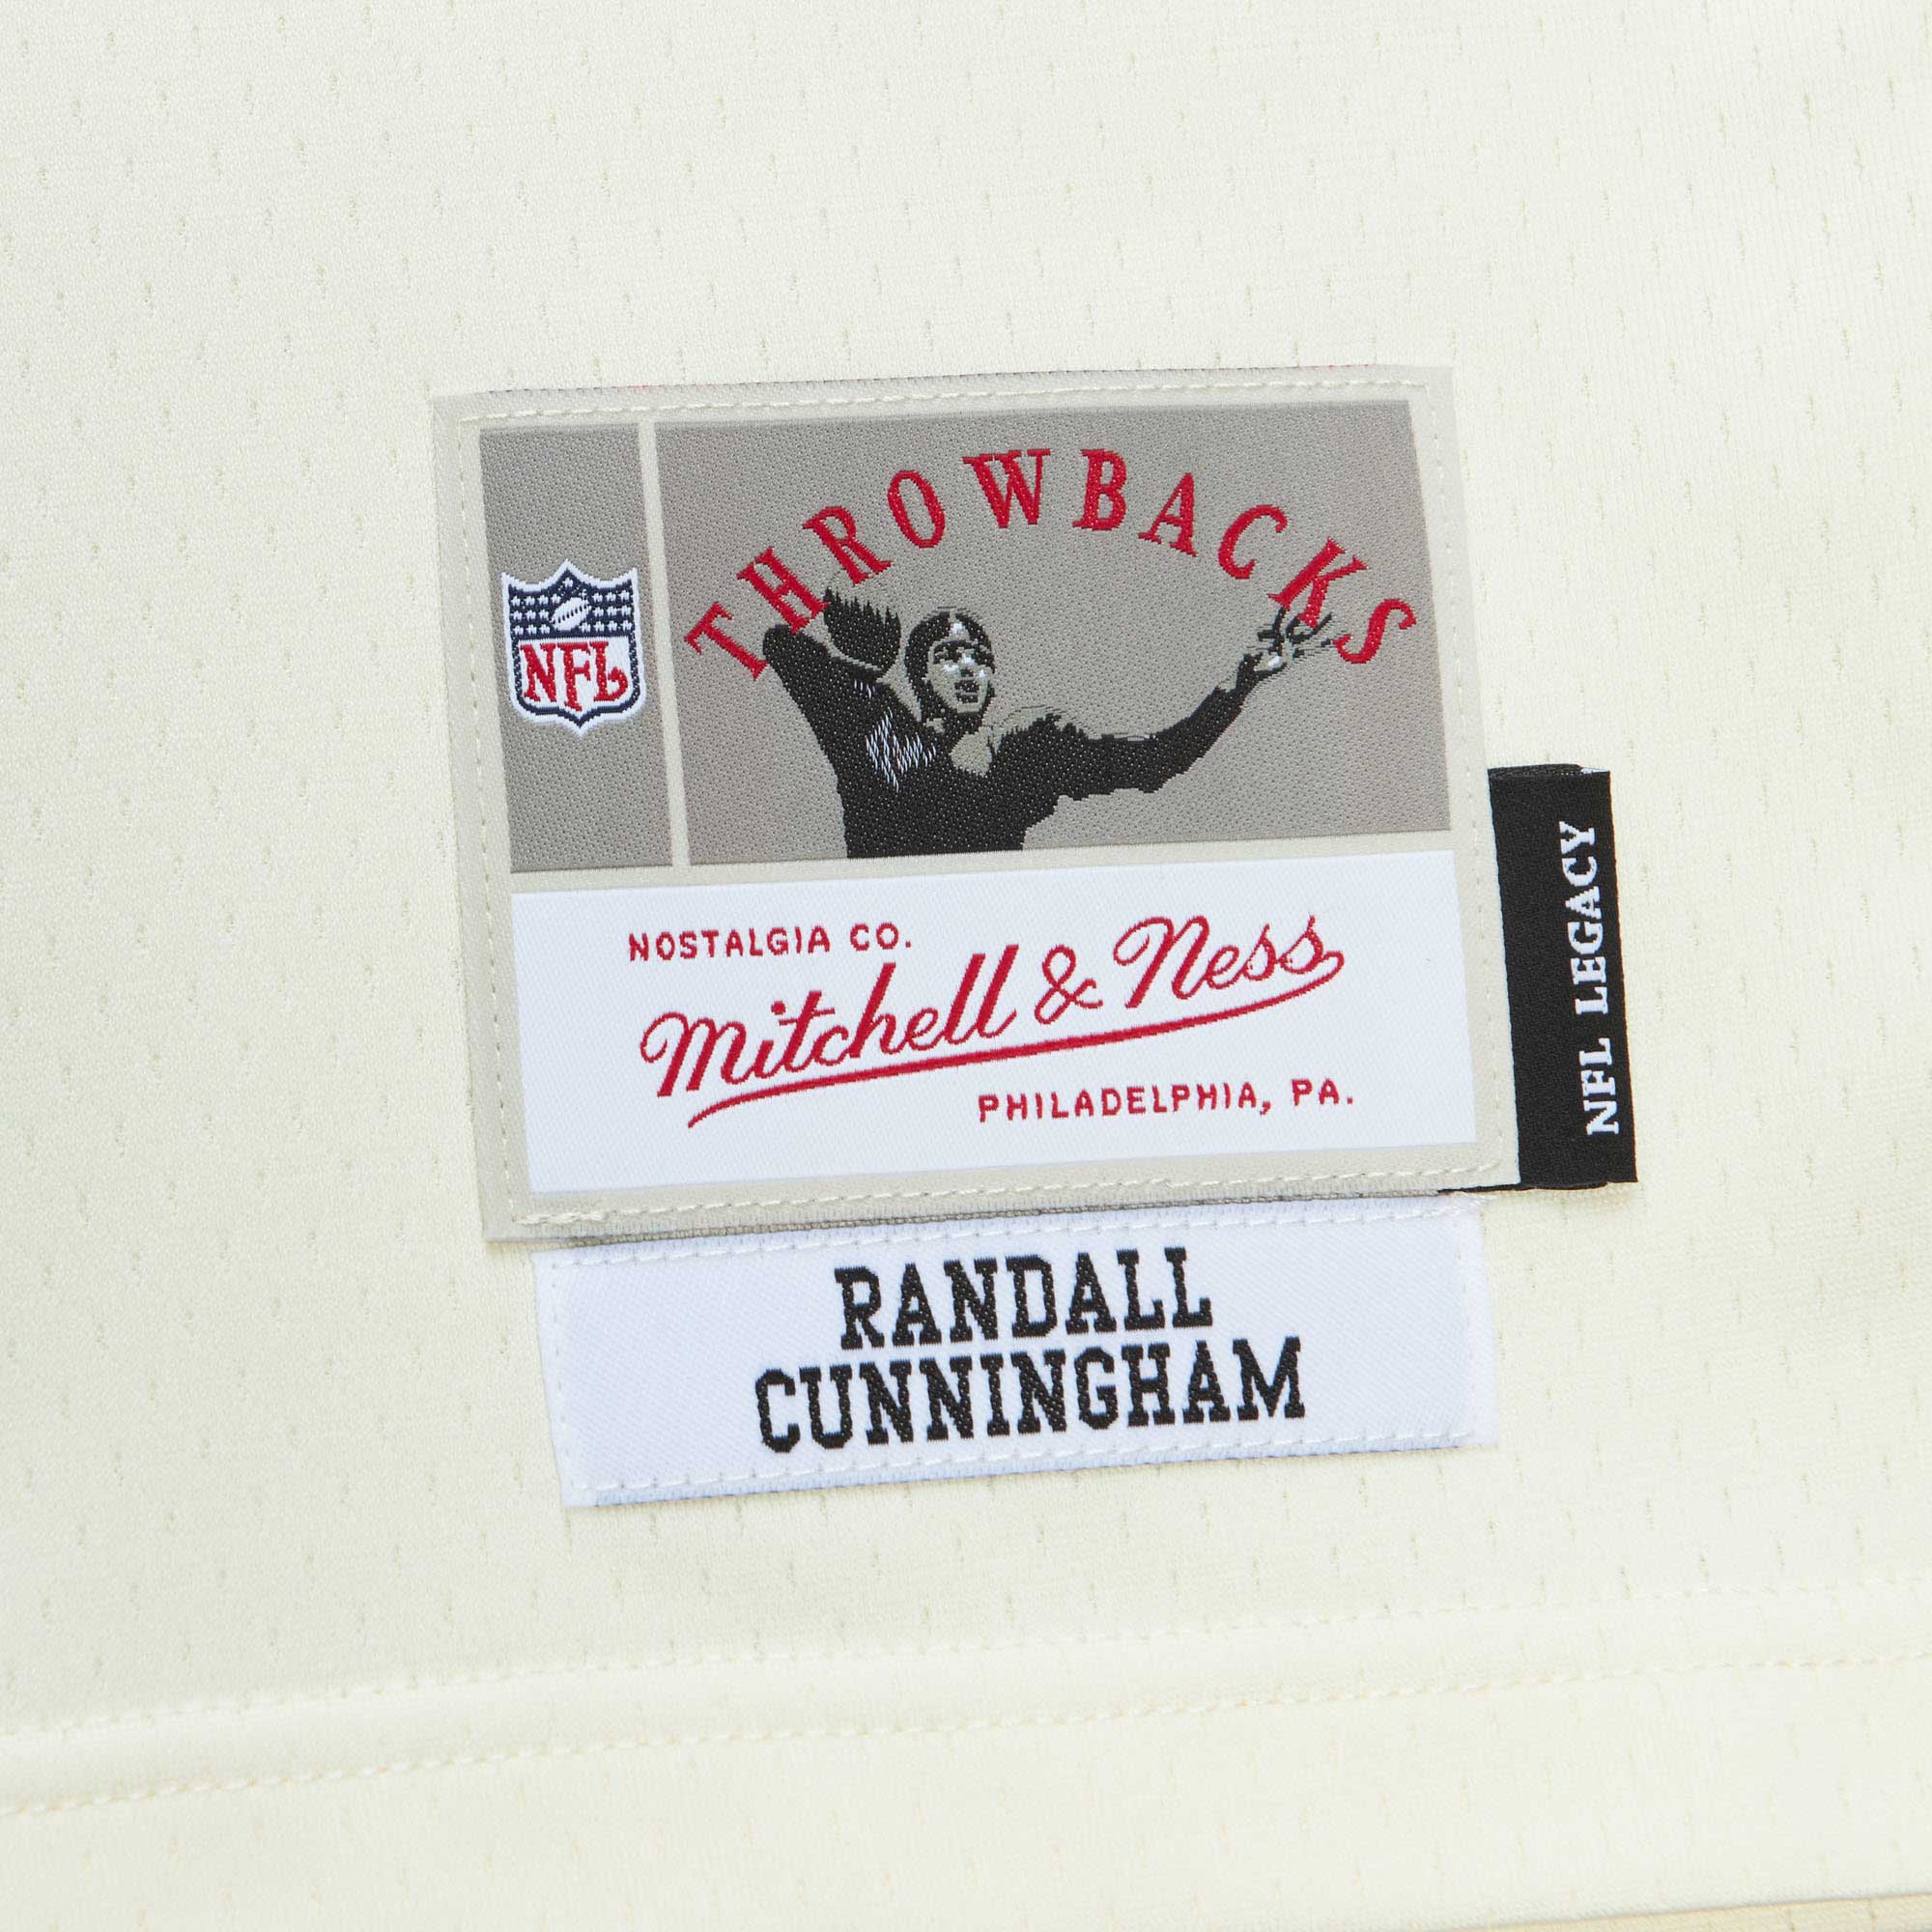 THROWBACKS
NFL
NOSTALGIA CO.
Mitchell & Ness
PHILADELPHIA, PA.
NFL LEGACY
RANDALL
CUNNINGHAM